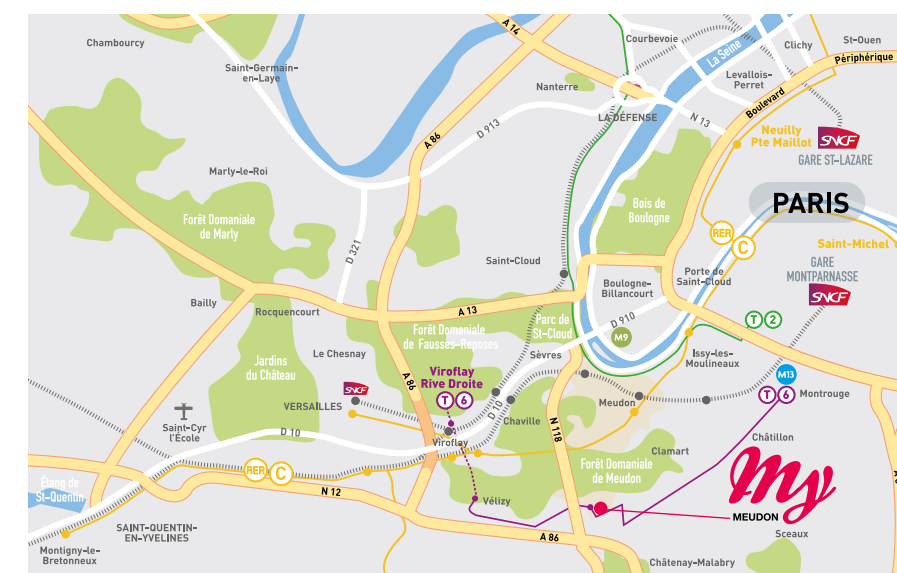 Chambourcy
A 14
Courbevoie
La Seine
Clichy
St-Ouen
Périphérique
Saint-Germain-
en-Laye
Nanterre
Levallois-
Perret
Boulevard
LA DÉFENSE
N 13
D 913
A 86
Neuilly
Pte Maillot
SNCF
GARE ST-LAZARE
Marly-le-Roi
Forêt Domaniale
de Marly
Bois de
Boulogne
PARIS
RER
C
Saint-Michel
D 321
Saint-Cloud
GARE
MONTPARNASSE
SNCF
Porte de
Saint-Cloud
Boulogne-
Billancourt
Bailly
Rocquencourt
A 13
Parc de
St-Cloud
D 910
M9
T 2
Forêt Domaniale
de Fausses-Reposes
Le Chesnay
Jardins
du Château
Sèvres
Issy-les-
Moulineaux
Viroflay
Rive Droite
T 6
A 86
SNCF
VERSAILLES
M13
T 6
Montrouge
Meudon
D 10
N 118
Chaville
Saint-Cyr
l'École
D 10
Viroflay
Châtillon
Clamart
Forêt Domaniale
de Meudon
RER
C
Étang de
St-Quentin
N 12
Vélizy
My
MEUDON
SAINT-QUENTIN-
EN-YVELINES
A 86
Sceaux
Montigny-le-
Bretonneux
Châtenay-Malabry